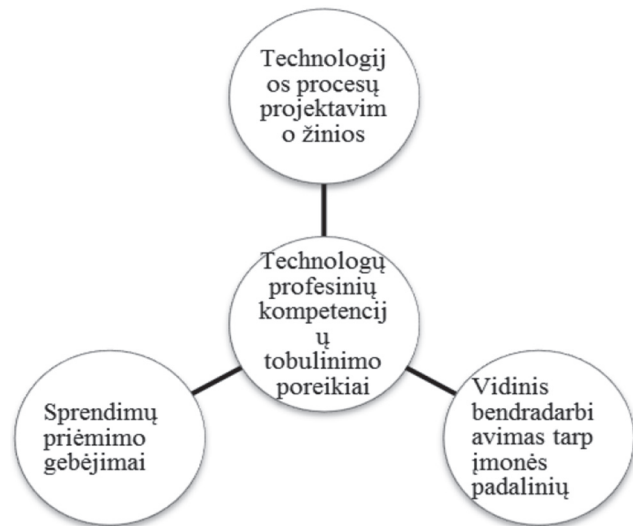 Technologij
os procesų
projektavim
o žinios
Technologų
profesinių
kompetencij
ų
tobulinimo
poreikiai
Sprendimų
priėmimo
gebėjimai
Vidinis
bendradarbi
avimas tarp
įmonės
padalinių